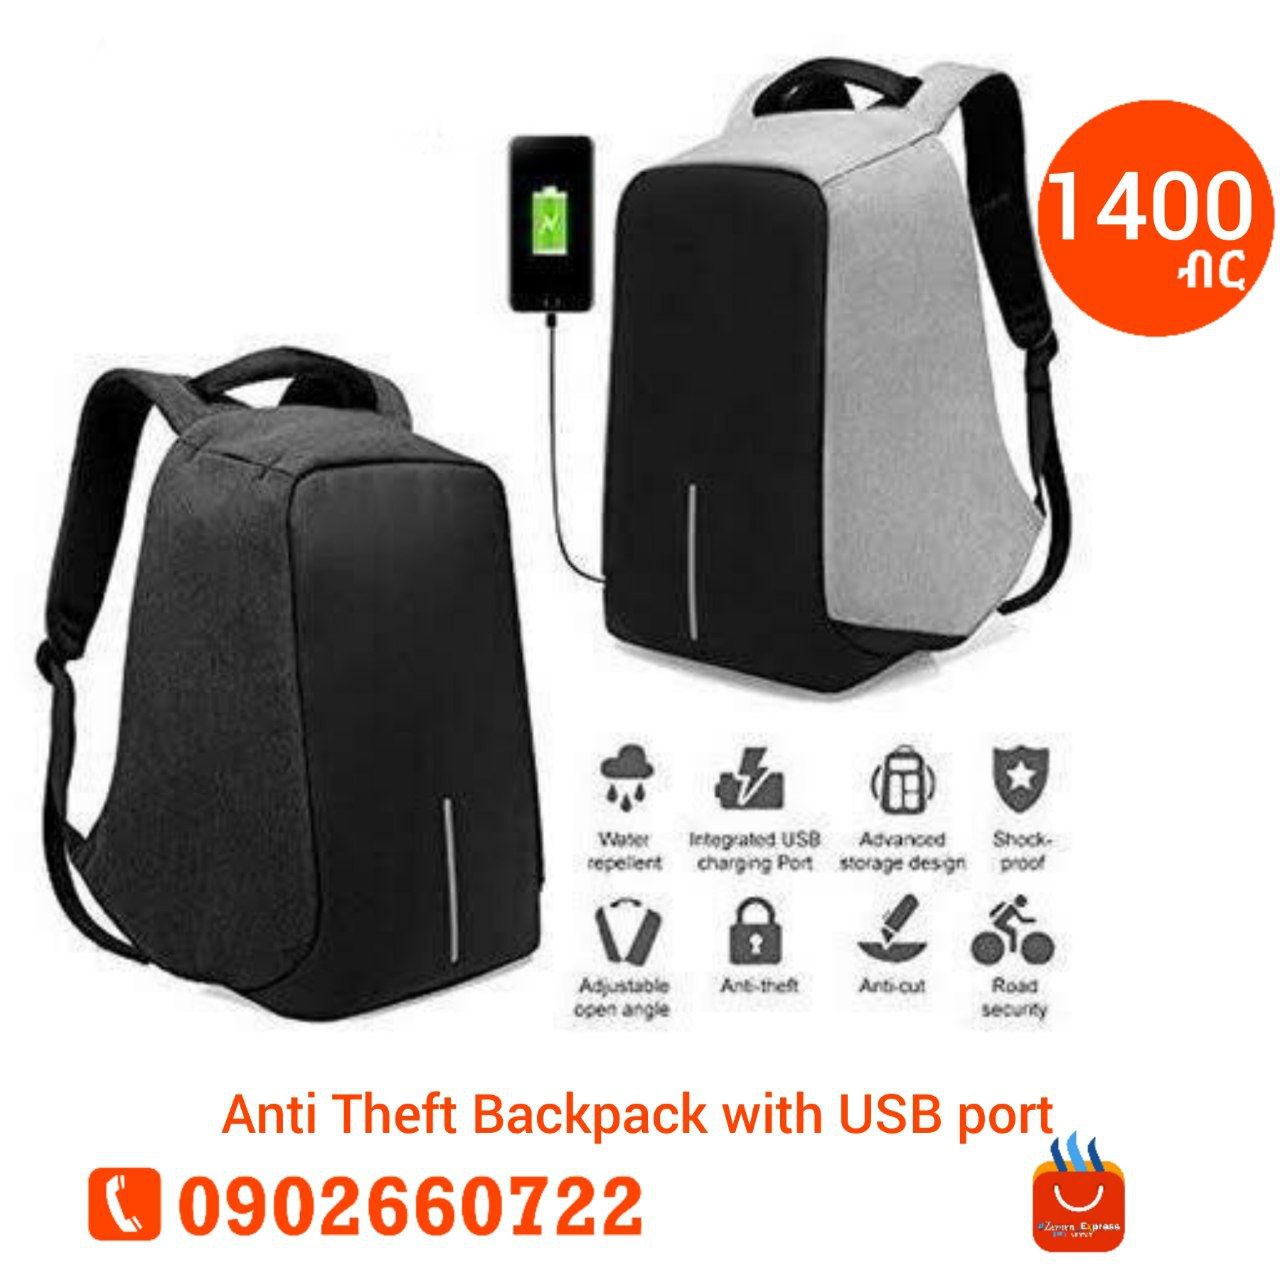 1400
ብር
Water
repellent
Integrated USB
charging Port
Advanced
storage design
Shock-
proof
Adjustable
open angle
Anti-theft
Anti-cut
Road
security
Anti Theft Backpack with USB port
0902660722
Express